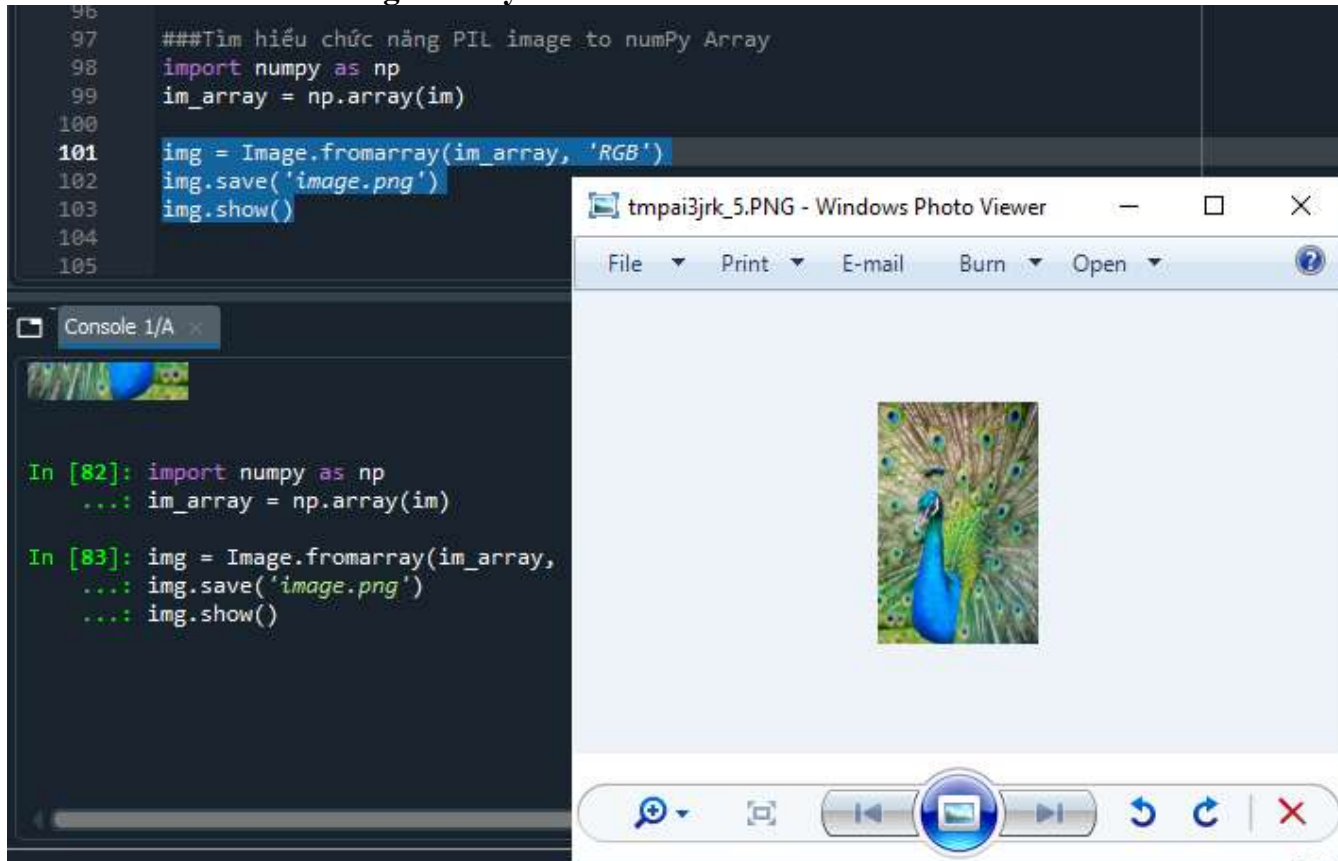 96
97 ###Tìm hiểu chức năng PIL image to numPy Array
98 import numpy as np
99 im_array = np.array(im)
100
101 img = Image.fromarray(im_array, 'RGB')
102 img.save('image.png')
103 img.show()
104
105
tmpai3jrk_5.PNG - Windows Photo Viewer
File Print E-mail Burn Open
Console 1/A
In [82]: import numpy as np
...: im_array = np.array(im)
In [83]: img = Image.fromarray(im_array,
...: img.save('image.png')
...: img.show()